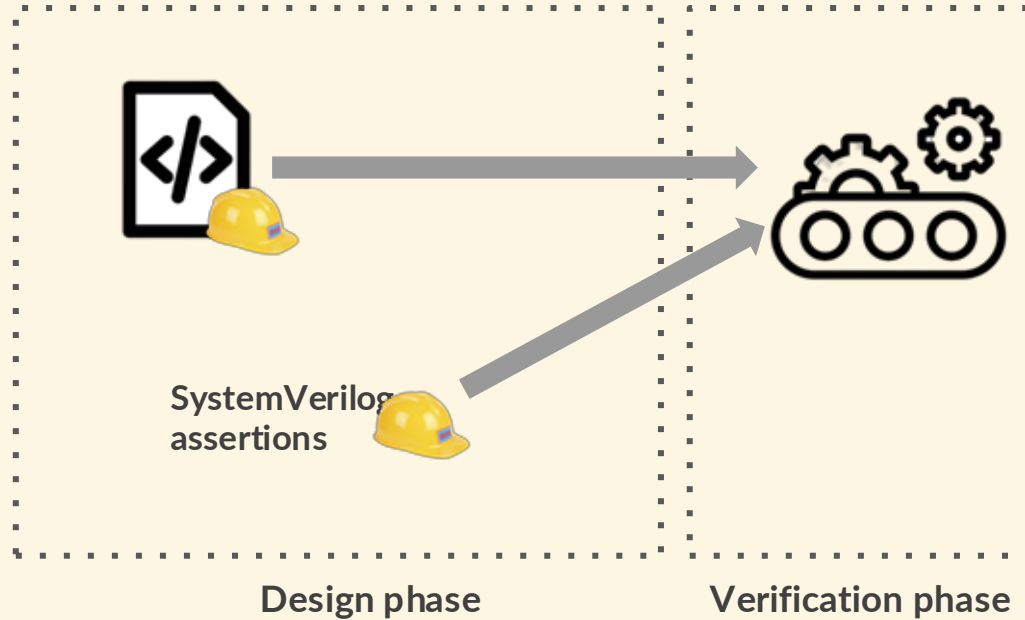 SystemVerilog
assertions
Design phase
Verification phase